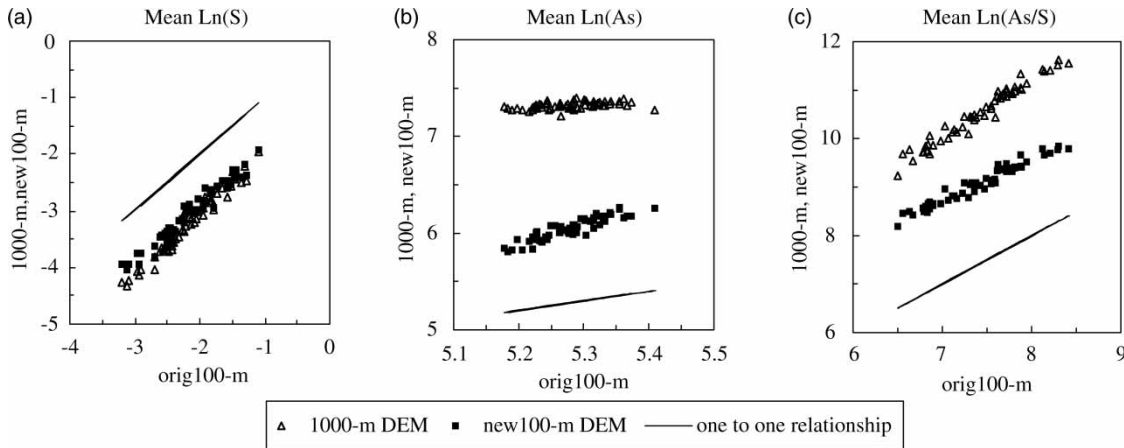 (a) Mean Ln(S)
0
-1
-2
-3
-4
-5
-4 -3 -2 -1 0
1000-m,new100-m
orig100-m
(b) Mean Ln(As)
8
7
6
5
5.1 5.2 5.3 5.4 5.5
1000-m, new100-m
orig100-m
(c) Mean Ln(As/S)
12
10
8
6
6 7 8 9
1000-m, new100-m
orig100-m
1000-m DEM new100-m DEM one to one relationship